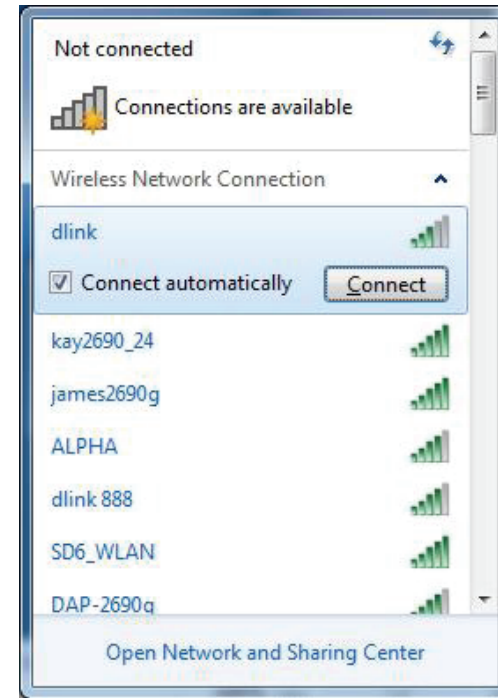 Not connected
Connections are available
Wireless Network Connection
dlink
Connect automatically Connect
kay2690_24
james2690g
ALPHA
dlink 888
SD6_WLAN
DAP-2690g
Open Network and Sharing Center